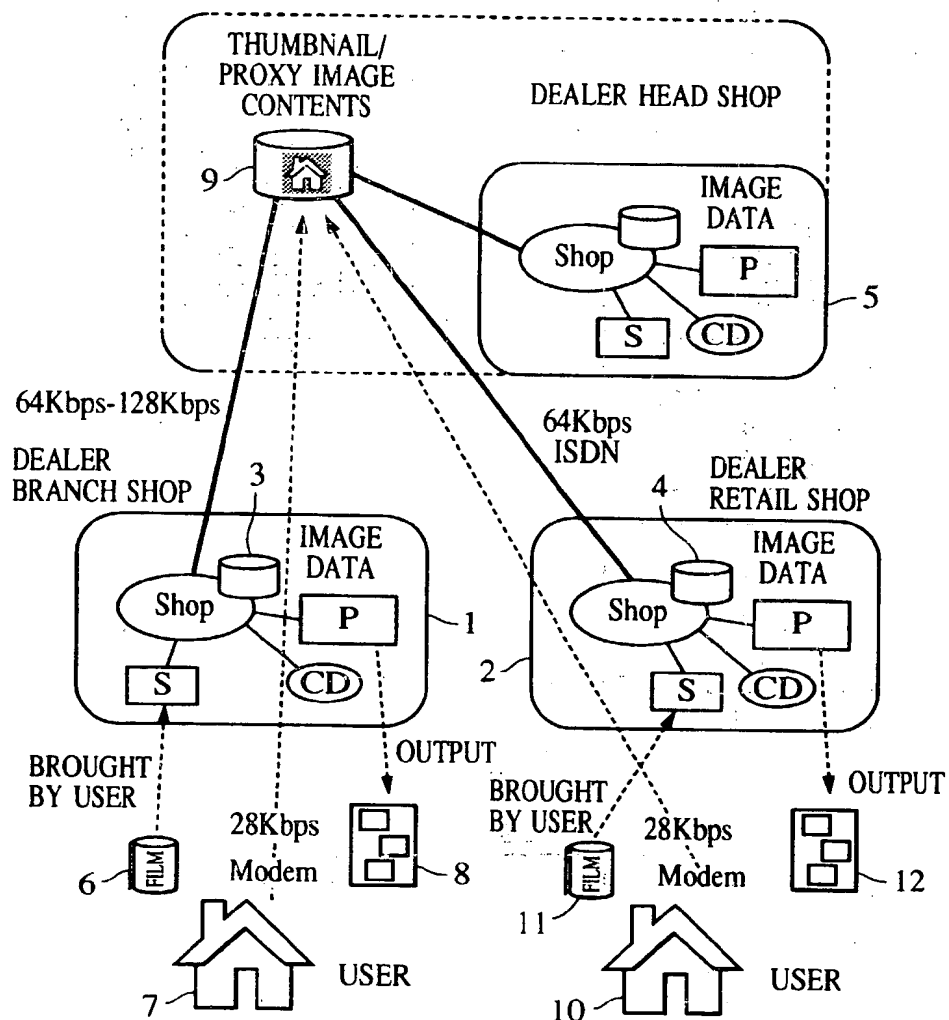 THUMBNAIL/
PROXY IMAGE
CONTENTS
DEALER HEAD SHOP
9
IMAGE
DATA
Shop
P
5
S
CD
64Kbps-128Kbps
64Kbps
ISDN
DEALER
BRANCH SHOP
3
DEALER
RETAIL SHOP
4
IMAGE
DATA
Shop
P
1
S
CD
IMAGE
DATA
Shop
P
2
S
CD
BROUGHT
BY USER
OUTPUT
BROUGHT
BY USER
OUTPUT
6
FILM
28Kbps
Modem
8
FILM
11
28Kbps
Modem
12
7
USER
10
USER